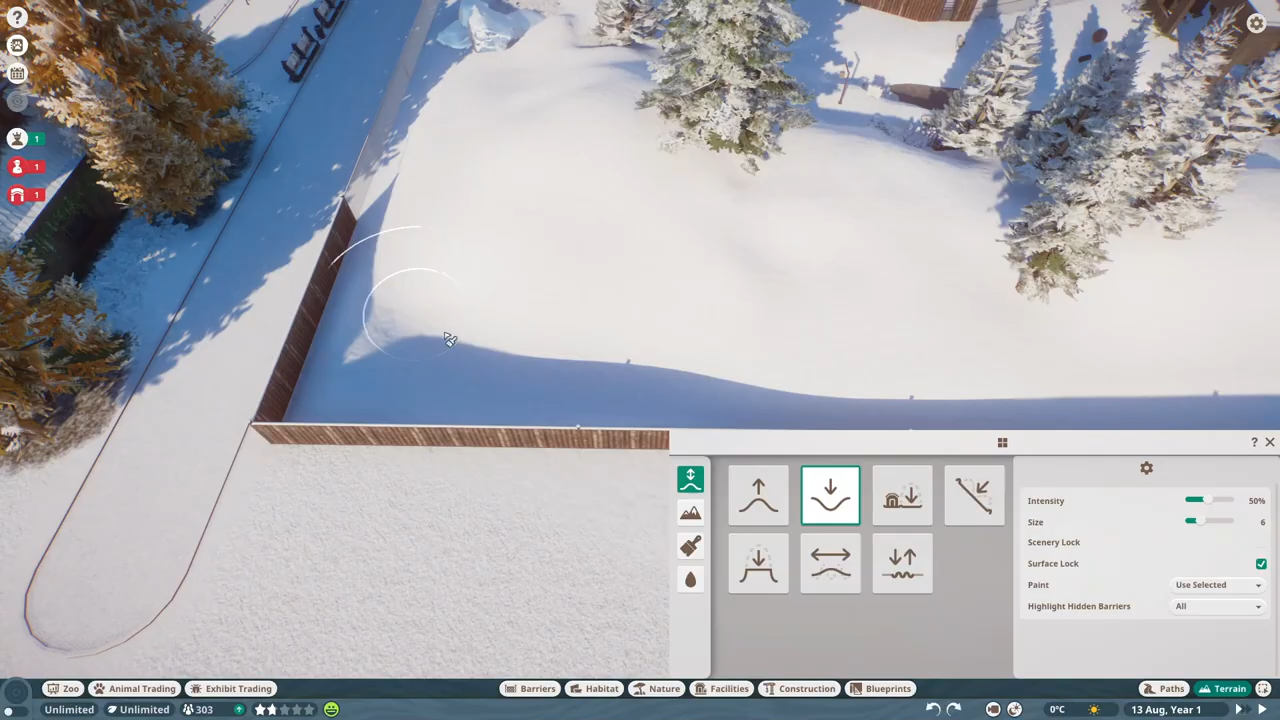 ?
1
1
1
? ×
Intensity 50%
Size 6
Scenery Lock
Surface Lock
Paint Use Selected
Highlight Hidden Barriers All
Zoo Animal Trading Exhibit Trading Barriers Habitat Nature Facilities Construction Blueprints Paths Terrain
Unlimited Unlimited 303 0°C 13 Aug, Year 1